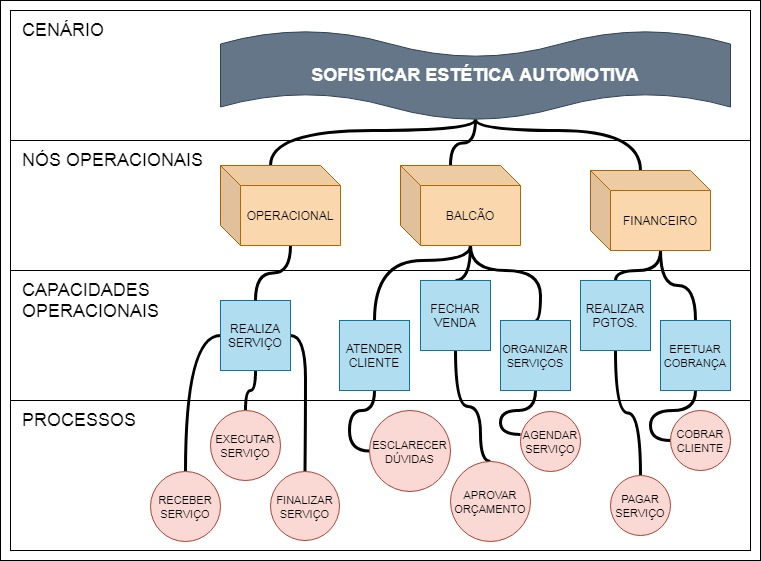 CENÁRIO
SOFISTICAR ESTÉTICA AUTOMOTIVA
NÓS OPERACIONAIS
OPERACIONAL
BALCÃO
FINANCEIRO
CAPACIDADES
OPERACIONAIS
REALIZA
SERVIÇO
ATENDER
CLIENTE
FECHAR
VENDA
ORGANIZAR
SERVIÇOS
REALIZAR
PGTOS.
EFETUAR
COBRANÇA
PROCESSOS
RECEBER
SERVIÇO
EXECUTAR
SERVIÇO
FINALIZAR
SERVIÇO
ESCLARECER
DÚVIDAS
APROVAR
ORÇAMENTO
AGENDAR
SERVIÇO
PAGAR
SERVIÇO
COBRAR
CLIENTE